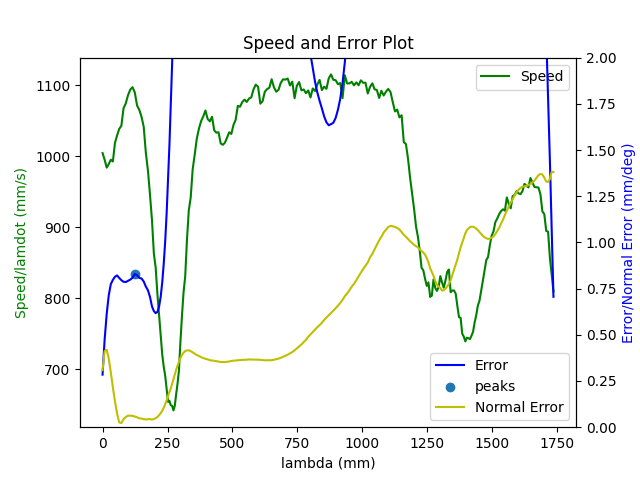 Speed and Error Plot
Speed/lamdot (mm/s)
1100
1000
900
800
700
Speed
2.00
1.75
1.50
1.25
1.00
0.75
0.50
0.25
0.00
Error/Normal Error (mm/deg)
Error
peaks
Normal Error
0
250
500
750
1000
1250
1500
1750
lambda (mm)